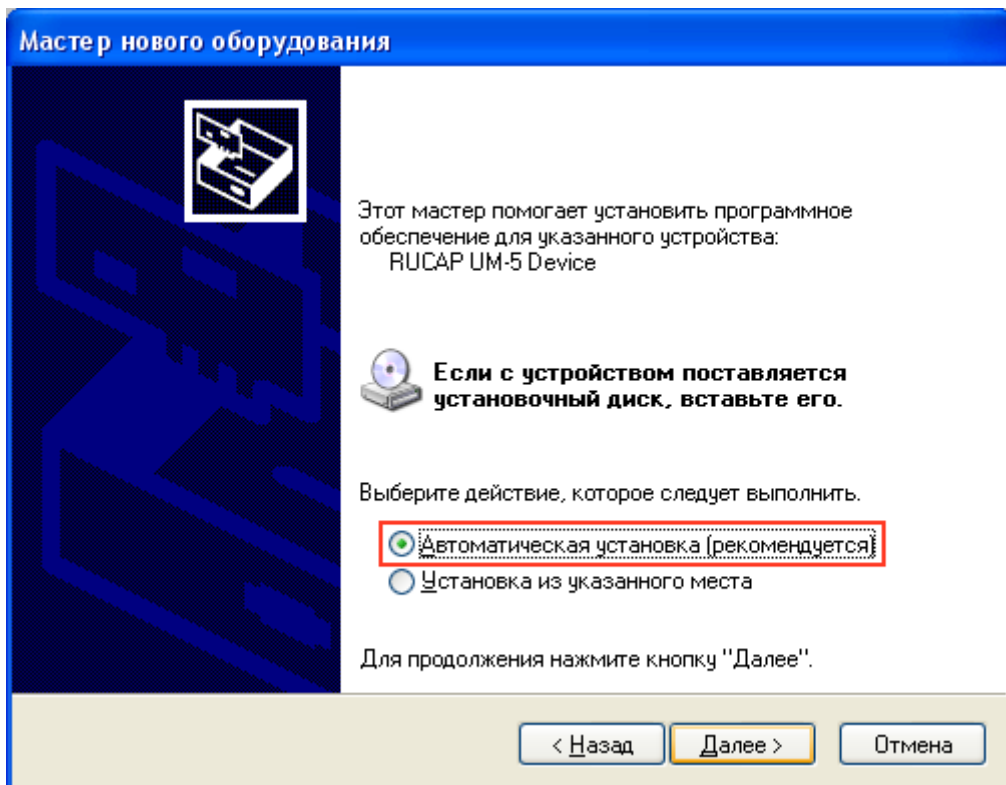 Мастер нового оборудования
Этот мастер помогает установить программное
обеспечение для указанного устройства:
RUCAP UM-5 Device
Если с устройством поставляется
установочный диск, вставьте его.
Выберите действие, которое следует выполнить.
Автоматическая установка (рекомендуется)
Установка из указанного места
Для продолжения нажмите кнопку "Далее".
< Назад
Далее >
Отмена